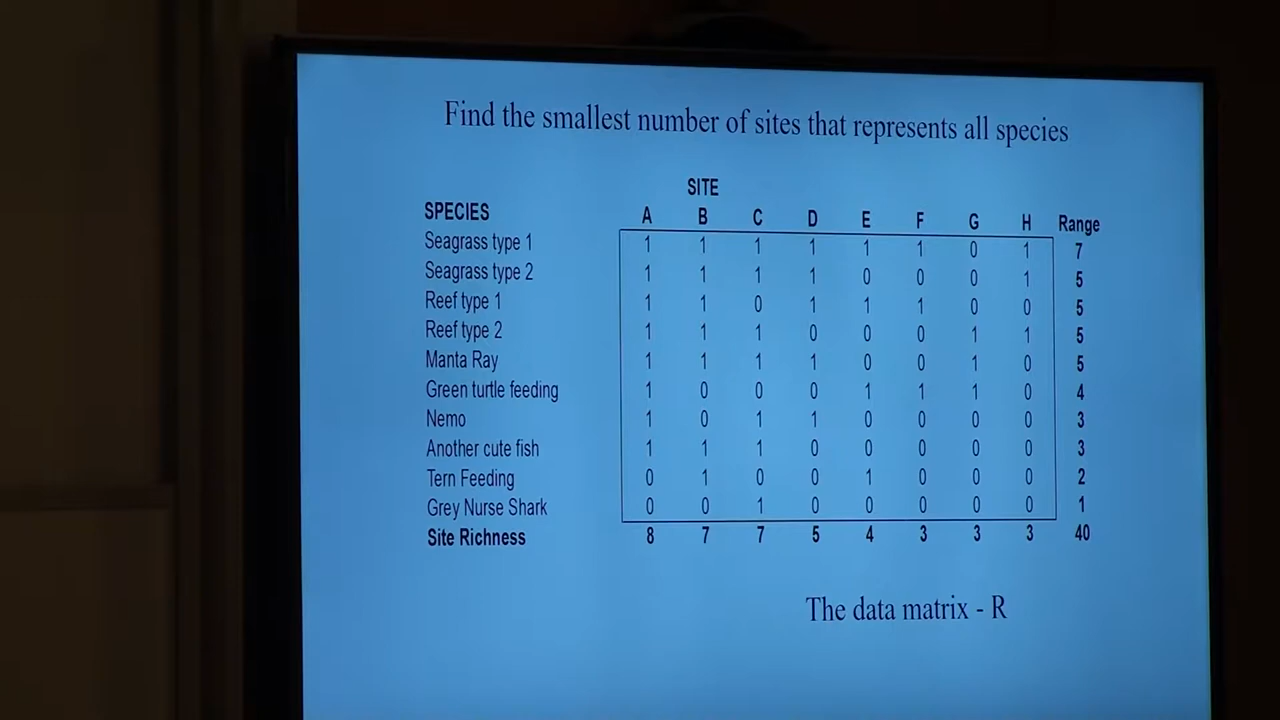 Find the smallest number of sites that represents all species
SITE
SPECIES A B C D E F G H Range
Seagrass type 1 1 1 1 1 1 1 0 1 7
Seagrass type 2 1 1 1 1 0 0 0 1 5
Reef type 1 1 1 0 1 1 1 0 0 5
Reef type 2 1 1 1 0 0 0 1 1 5
Manta Ray 1 1 1 1 0 0 1 0 5
Green turtle feeding 1 0 0 0 1 1 1 0 4
Nemo 1 0 1 1 0 0 0 0 3
Another cute fish 1 1 1 0 0 0 0 0 3
Tern Feeding 0 1 0 0 1 0 0 0 2
Grey Nurse Shark 0 0 1 0 0 0 0 0 1
Site Richness 8 7 7 5 4 3 3 3 40
The data matrix - R